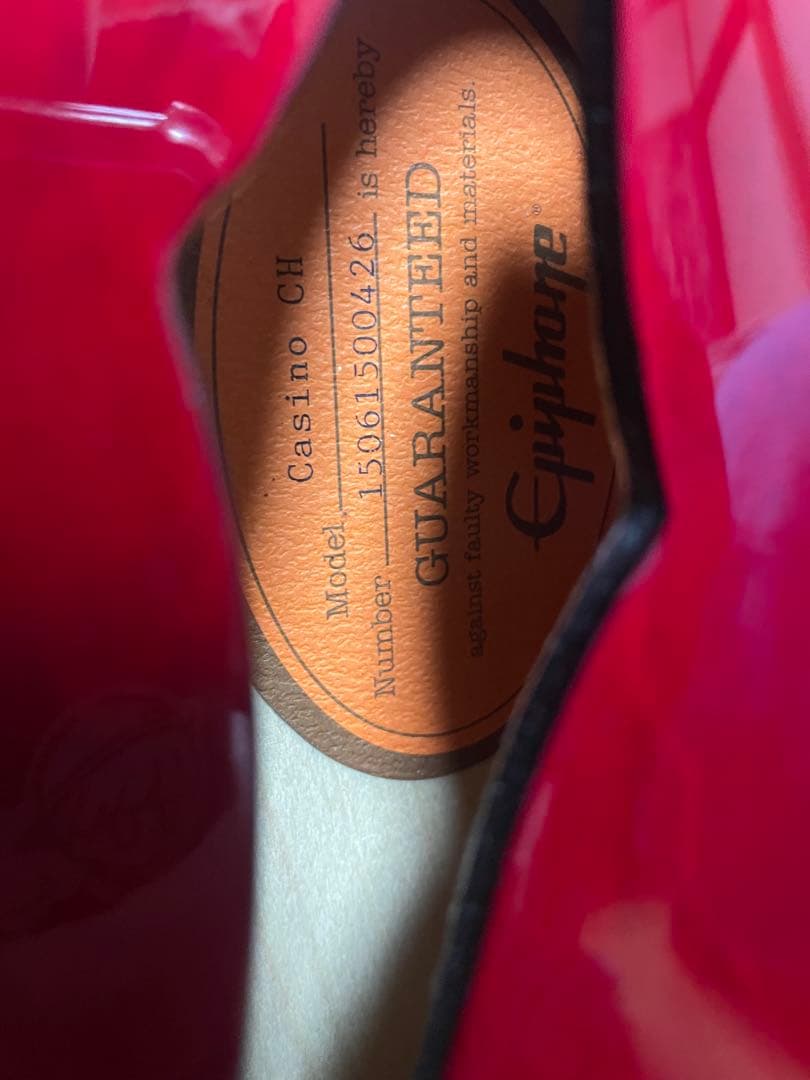 Model. Casino CH
Number 15061500426 is hereby
GUARANTEED
against faulty workmanship and materials.
Epiphone®